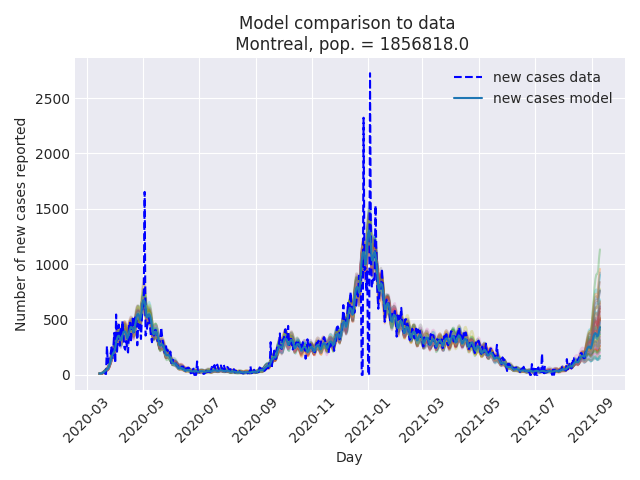 Model comparison to data
Montreal, pop. = 1856818.0
new cases data
new cases model
Number of new cases reported
2500
2000
1500
1000
500
0
2020-03
2020-05
2020-07
2020-09
2020-11
2021-01
2021-03
2021-05
2021-07
2021-09
Day